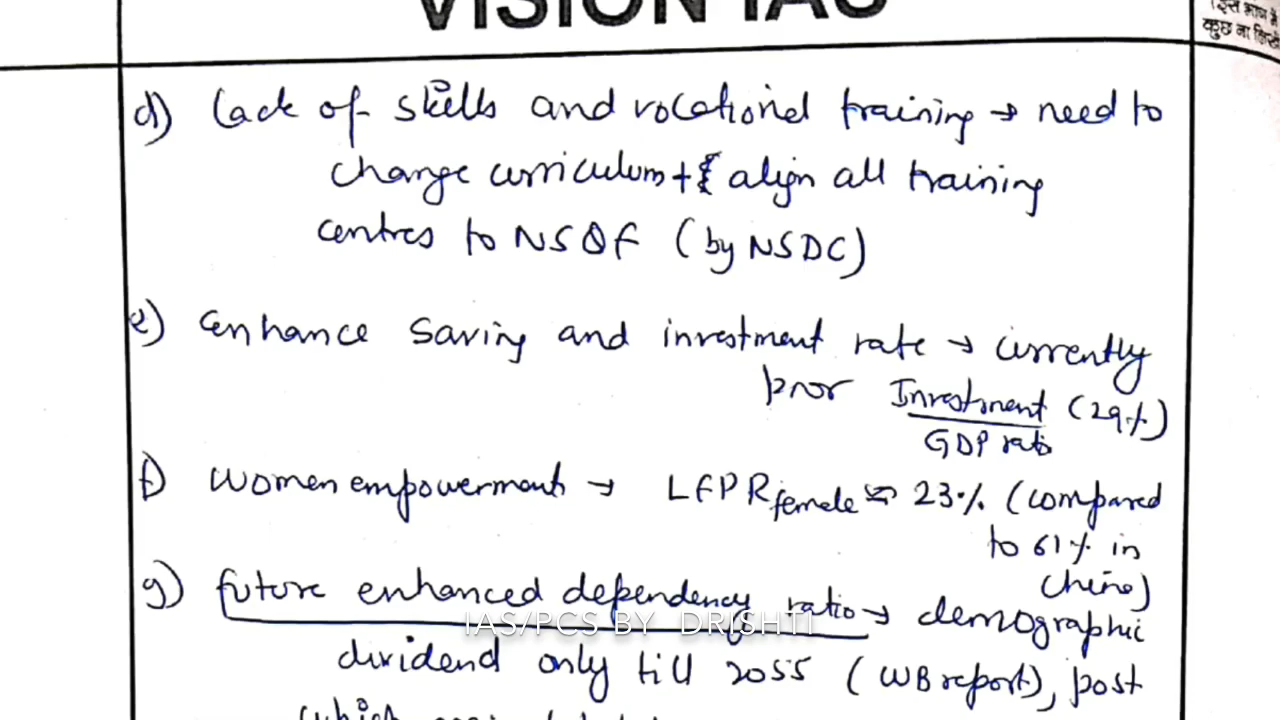 VISION IAS
(इस भाग में
कुछ ना लिखें
d) Lack of skills and vocational training → need to
change curriculum + align all training
centres to NSQF (by NSDC)
e) enhance saving and investment rate → currently
poor Investment (29%)
GDP ratio
f) women empowerment → LFPR female ≈ 23% (compared
to 61% in
China)
g) future enhanced dependency ratio → demographic
IAS/PCS BY DRISHTI
dividend only till 2055 (WB report), post
which